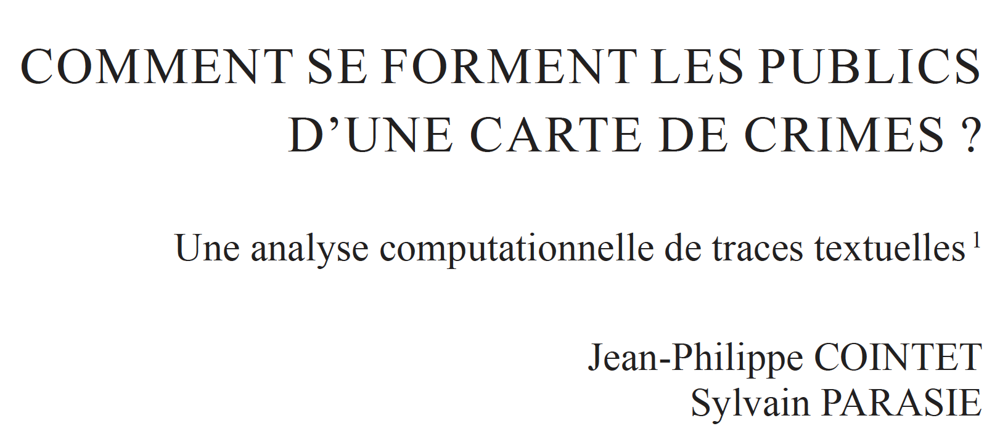 COMMENT SE FORMENT LES PUBLICS
D’UNE CARTE DE CRIMES ?
Une analyse computationnelle de traces textuelles 1
Jean-Philippe COINTET
Sylvain PARASIE